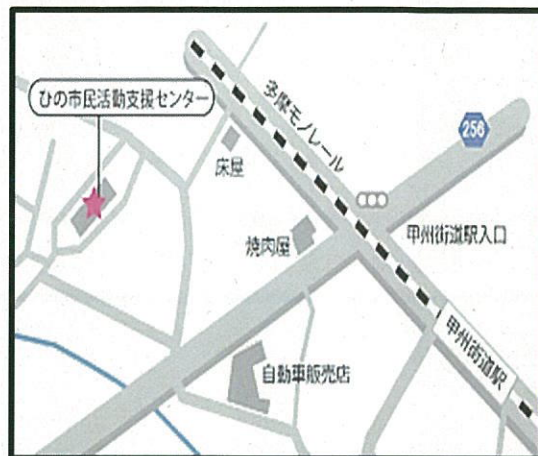 ひの市民活動支援センター
多摩モノレール
256
床屋
焼肉屋
甲州街道駅入口
甲州街道駅
自動車販売店